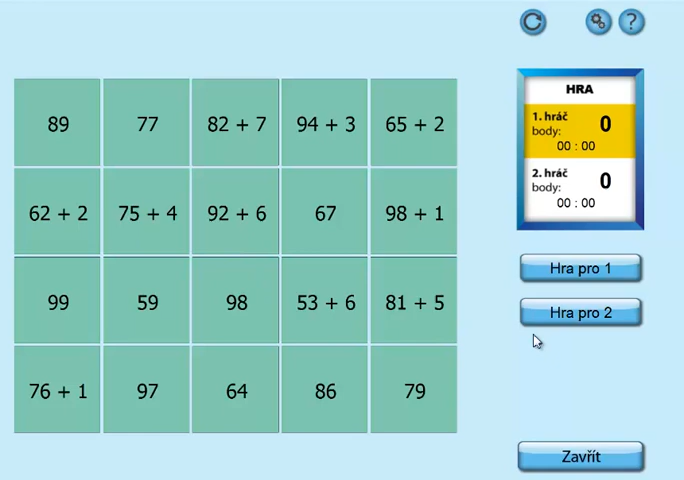 89 77 82 + 7 94 + 3 65 + 2
62 + 2 75 + 4 92 + 6 67 98 + 1
99 59 98 53 + 6 81 + 5
76 + 1 97 64 86 79
?
HRA
1. hráč
body: 0
00 : 00
2. hráč
body: 0
00 : 00
Hra pro 1
Hra pro 2
Zavřít